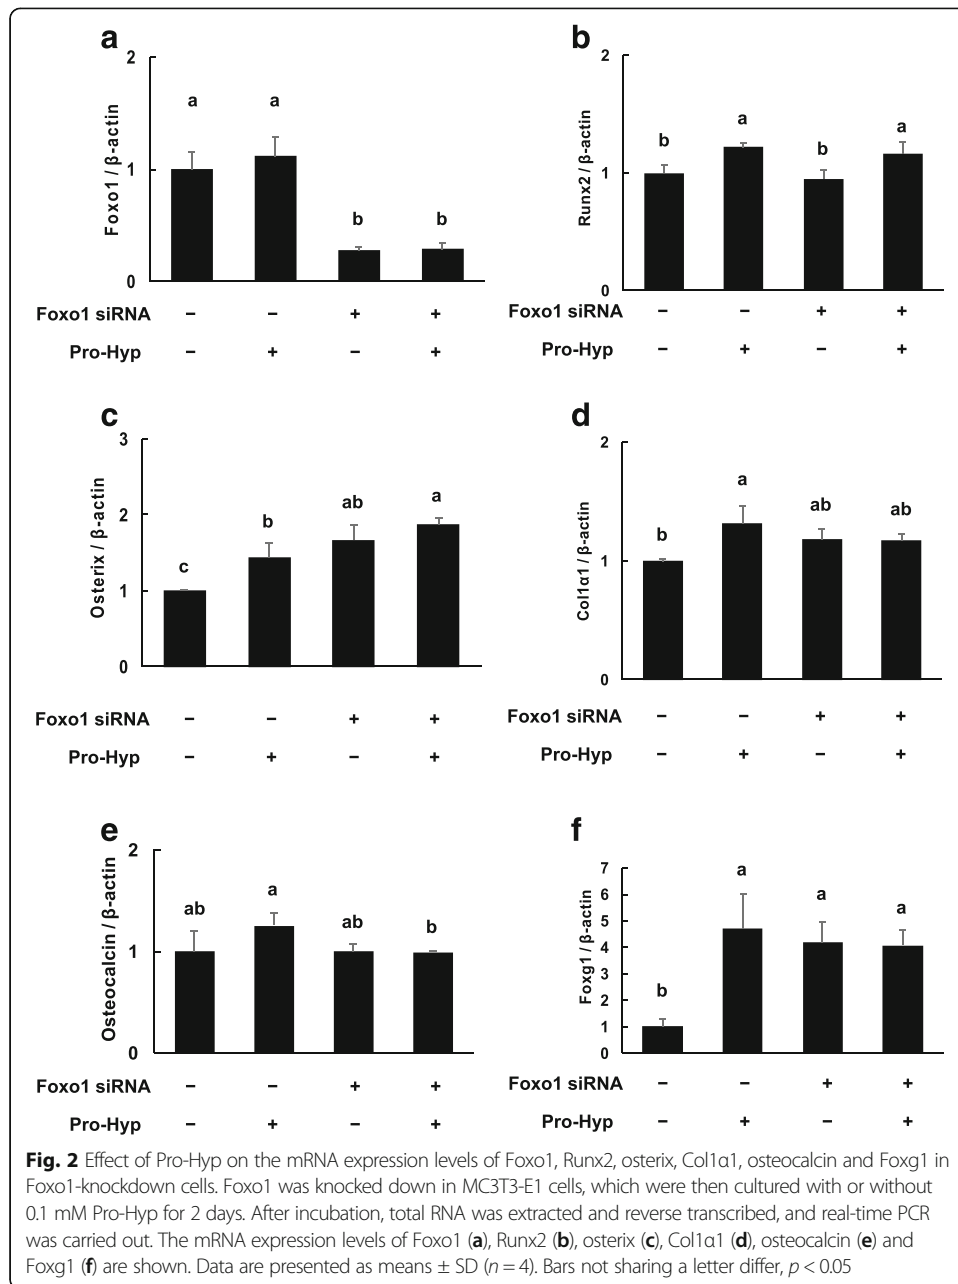 a
b
2
2
Foxo1 / β-actin
Runx2 / β-actin
a
a
b
a
b
a
1
1
b
b
0
0
Foxo1 siRNA − − + +
Foxo1 siRNA − − + +
Pro-Hyp − + − +
Pro-Hyp − + − +
c
d
3
2
Osterix / β-actin
Col1α1 / β-actin
c
b
ab
a
b
a
ab
ab
2
1
1
0
0
Foxo1 siRNA − − + +
Foxo1 siRNA − − + +
Pro-Hyp − + − +
Pro-Hyp − + − +
e
f
2
Osteocalcin / β-actin
Foxg1 / β-actin
ab
a
ab
b
b
a
a
a
1
0
7
6
5
4
3
2
1
0
Foxo1 siRNA − − + +
Foxo1 siRNA − − + +
Pro-Hyp − + − +
Pro-Hyp − + − +
Fig. 2 Effect of Pro-Hyp on the mRNA expression levels of Foxo1, Runx2, osterix, Col1α1, osteocalcin and Foxg1 in
Foxo1-knockdown cells. Foxo1 was knocked down in MC3T3-E1 cells, which were then cultured with or without
0.1 mM Pro-Hyp for 2 days. After incubation, total RNA was extracted and reverse transcribed, and real-time PCR
was carried out. The mRNA expression levels of Foxo1 (a), Runx2 (b), osterix (c), Col1α1 (d), osteocalcin (e) and
Foxg1 (f) are shown. Data are presented as means ± SD (n = 4). Bars not sharing a letter differ, p < 0.05